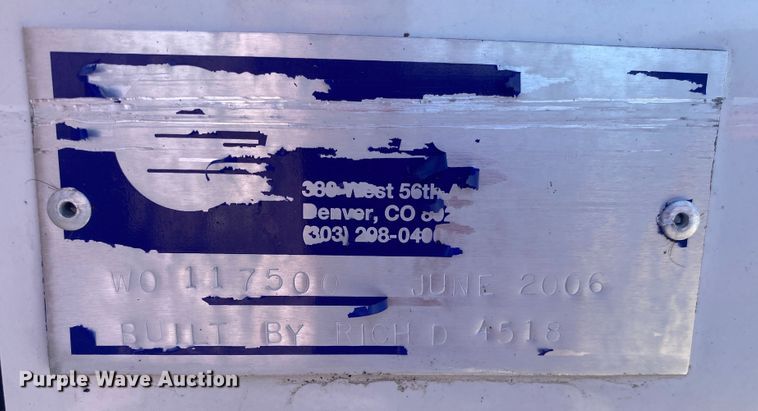 380 West 56th
Denver, CO
(303) 298-040
WO 117500 JUNE 2006
BUILT BY RICH D 4518
Purple Wave Auction